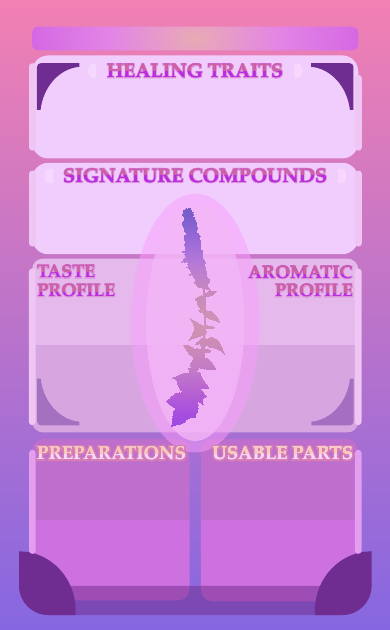 HEALING TRAITS
SIGNATURE COMPOUNDS
TASTE
PROFILE
AROMATIC
PROFILE
PREPARATIONS
USABLE PARTS